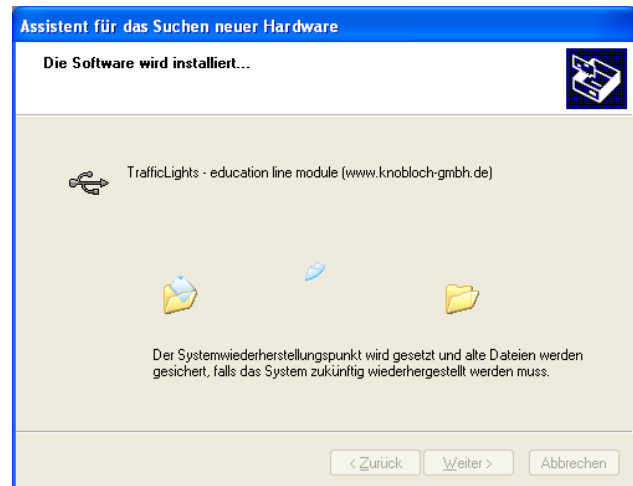 Assistent für das Suchen neuer Hardware
Die Software wird installiert...
TrafficLights - education line module (www.knobloch-gmbh.de)
Der Systemwiederherstellungspunkt wird gesetzt und alte Dateien werden
gesichert, falls das System zukünftig wiederhergestellt werden muss.
< Zurück Weiter > Abbrechen